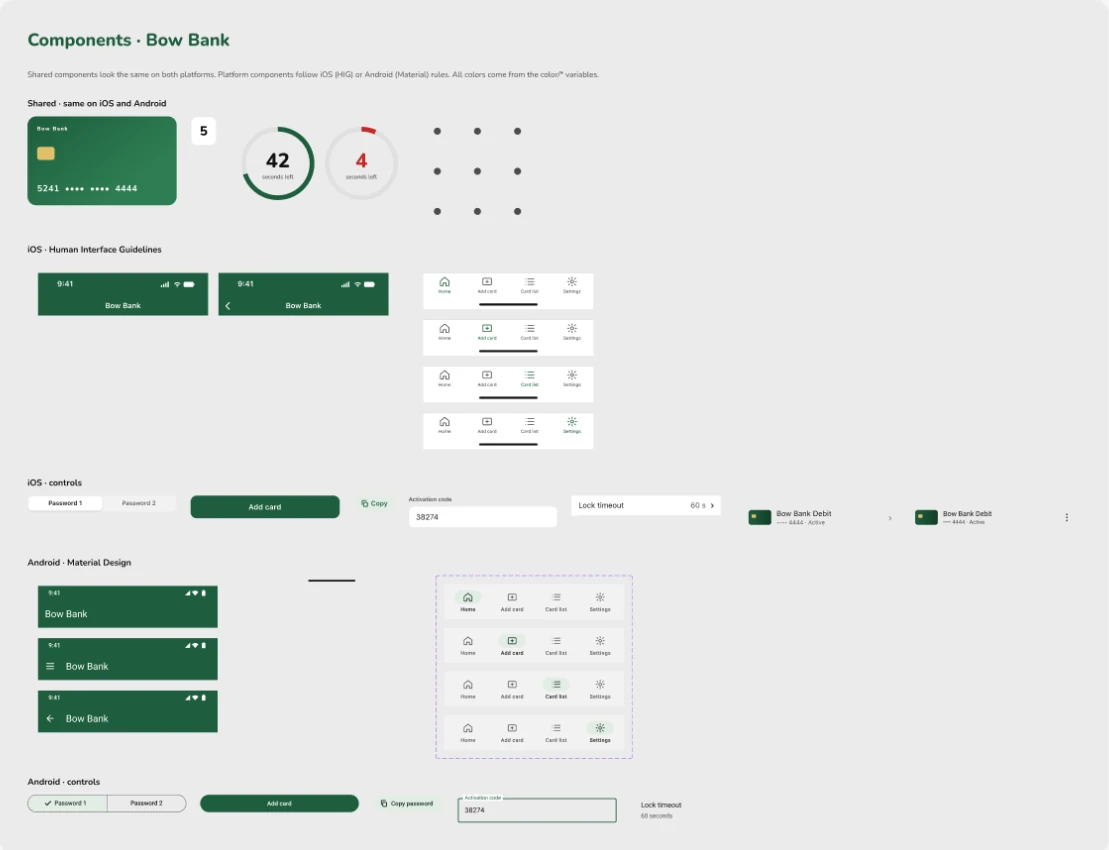 Components · Bow Bank
Shared components look the same on both platforms. Platform components follow iOS (HIG) or Android (Material) rules. All colors come from the color/* variables.
Shared · same on iOS and Android
Bow Bank
5241 •••• •••• 4444
5
42
seconds left
4
seconds left
iOS · Human Interface Guidelines
9:41
Bow Bank
9:41
Bow Bank
Home Add card Card list Settings
Home Add card Card list Settings
Home Add card Card list Settings
Home Add card Card list Settings
iOS · controls
Password 1 Password 2
Add card
Copy
Activation code
38274
Lock timeout 60 s
Bow Bank Debit
•••• 4444 · Active
Bow Bank Debit
•••• 4444 · Active
Android · Material Design
9:41
Bow Bank
9:41
Bow Bank
9:41
Bow Bank
Home Add card Card list Settings
Home Add card Card list Settings
Home Add card Card list Settings
Home Add card Card list Settings
Android · controls
Password 1 Password 2
Add card
Copy password
Activation code
38274
Lock timeout
60 seconds